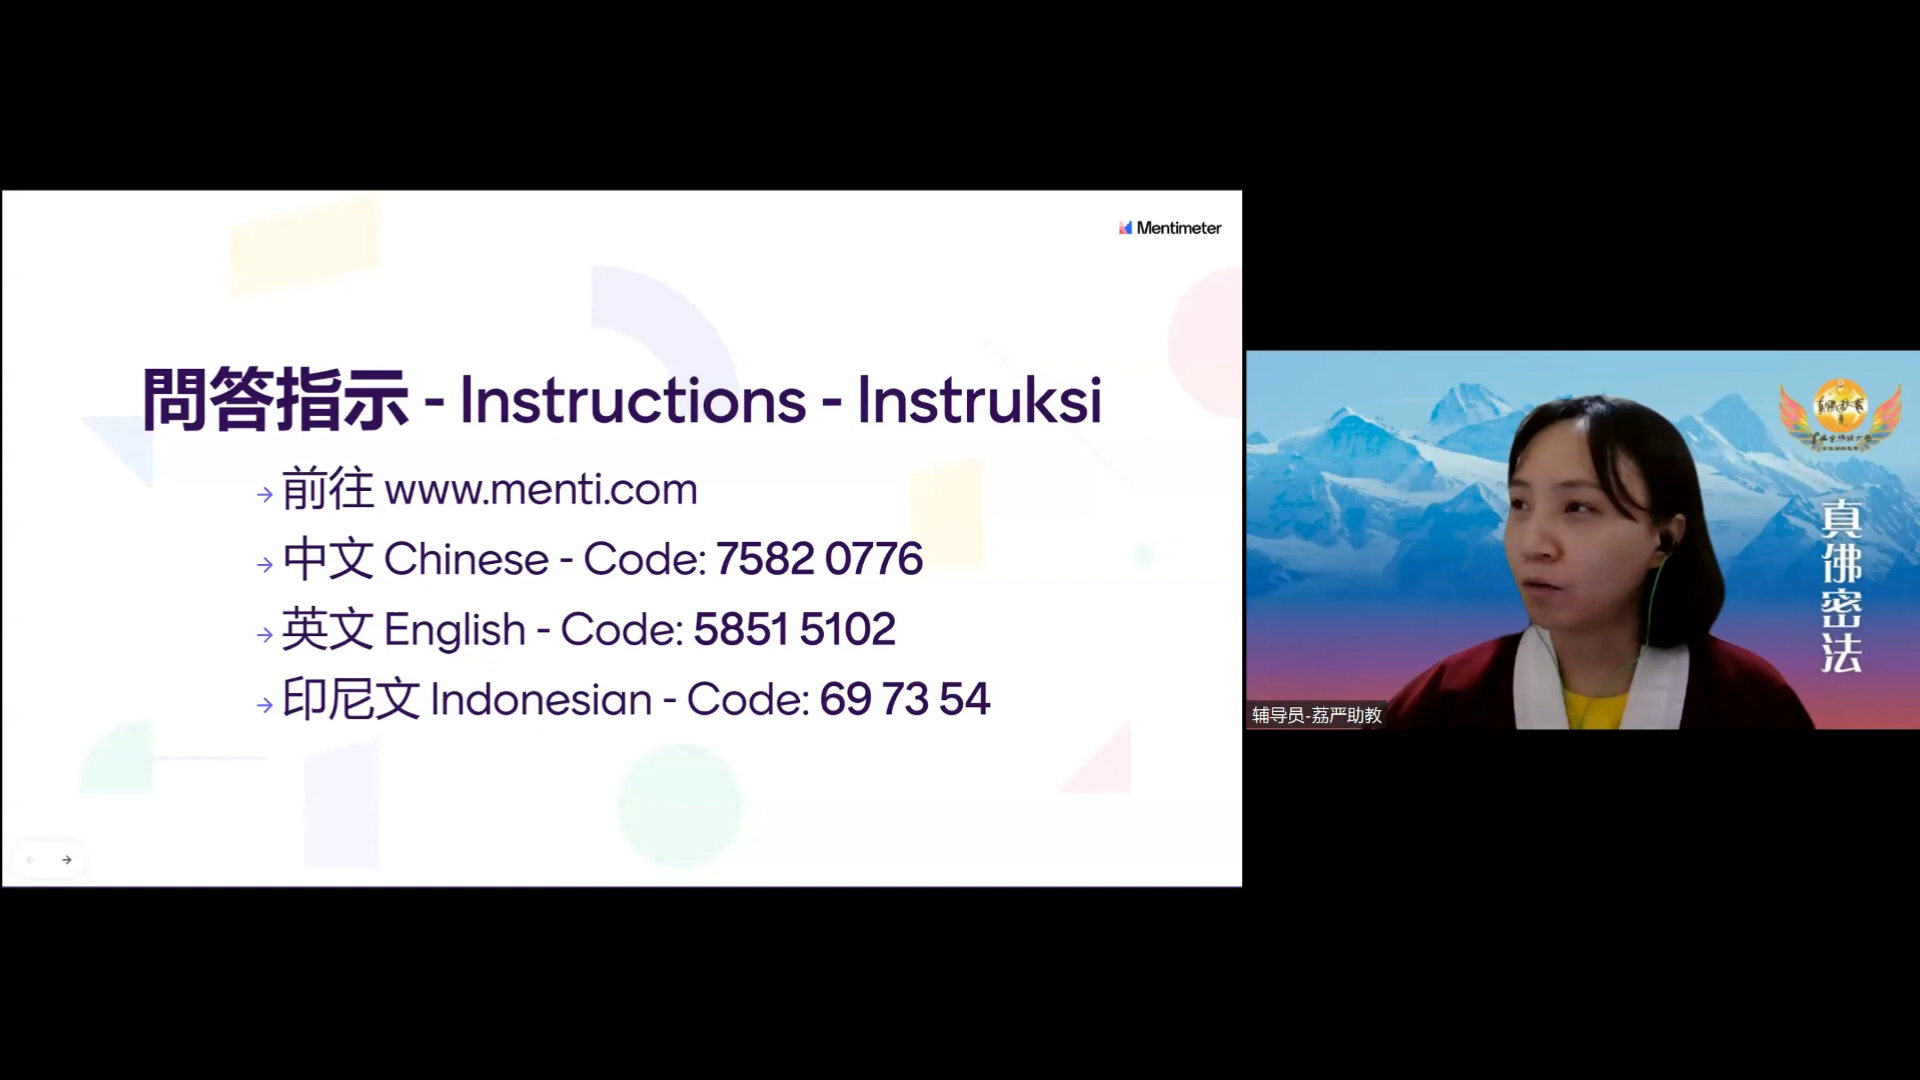 Mentimeter
問答指示 - Instructions - Instruksi
→ 前往 www.menti.com
→ 中文 Chinese - Code: 7582 0776
→ 英文 English - Code: 5851 5102
→ 印尼文 Indonesian - Code: 69 73 54
真佛密法
辅导员-荔严助教